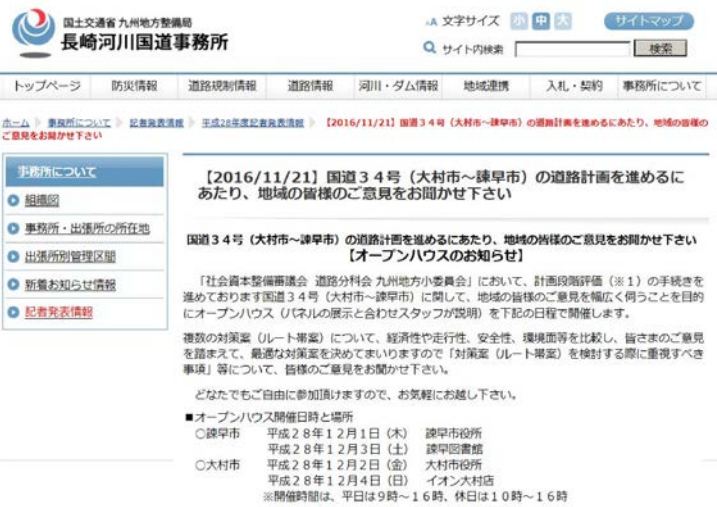 国土交通省 九州地方整備局
長崎河川国道事務所
AA 文字サイズ 小 中 大 サイトマップ
サイト内検索 検索
トップページ 防災情報 道路規制情報 道路情報 河川・ダム情報 地域連携 入札・契約 事務所について
ホーム 事務所について 記者発表情報 平成28年度記者発表情報 【2016/11/21】国道34号（大村市～諫早市）の道路計画を進めるにあたり、地域の皆様の
ご意見をお聞かせ下さい
事務所について
組織図
事務所・出張所の所在地
出張所別管理区間
新着お知らせ情報
記者発表情報
【2016/11/21】国道３４号（大村市～諫早市）の道路計画を進めるに
あたり、地域の皆様のご意見をお聞かせ下さい
国道３４号（大村市～諫早市）の道路計画を進めるにあたり、地域の皆様のご意見をお聞かせ下さい
【オープンハウスのお知らせ】
「社会資本整備審議会 道路分科会 九州地方小委員会」において、計画段階評価（※１）の手続きを
進めております国道３４号（大村市～諫早市）に関して、地域の皆様のご意見を幅広く伺うことを目的
にオープンハウス（パネルの展示と合わせスタッフが説明）を下記の日程で開催します。
複数の対策案（ルート帯案）について、経済性や走行性、安全性、環境面等を比較し、皆さまのご意見
を踏まえて、最適な対策案を決めてまいりますので「対策案（ルート帯案）を検討する際に重視すべき
事項」等について、皆様のご意見をお聞かせ下さい。
どなたでもご自由に参加頂けますので、お気軽にお越し下さい。
■オープンハウス開催日時と場所
○諫早市 平成２８年１２月１日（木） 諫早市役所
平成２８年１２月３日（土） 諫早図書館
○大村市 平成２８年１２月２日（金） 大村市役所
平成２８年１２月４日（日） イオン大村店
※開催時間は、平日は９時～１６時、休日は１０時～１６時